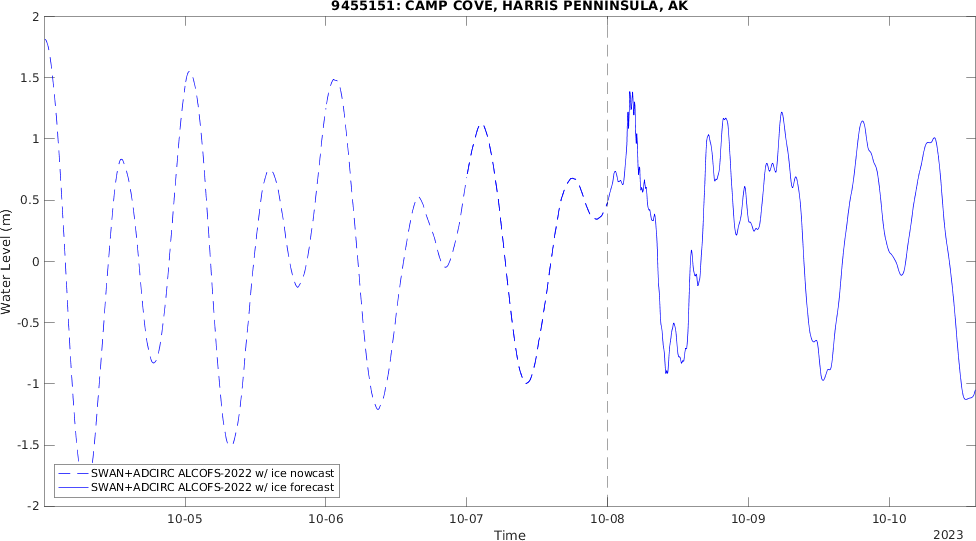 9455151: CAMP COVE, HARRIS PENNINSULA, AK
2
1.5
1
0.5
0
-0.5
-1
-1.5
-2
Water Level (m)
SWAN+ADCIRC ALCOFS-2022 w/ ice nowcast
SWAN+ADCIRC ALCOFS-2022 w/ ice forecast
10-05 10-06 10-07 10-08 10-09 10-10
Time
2023